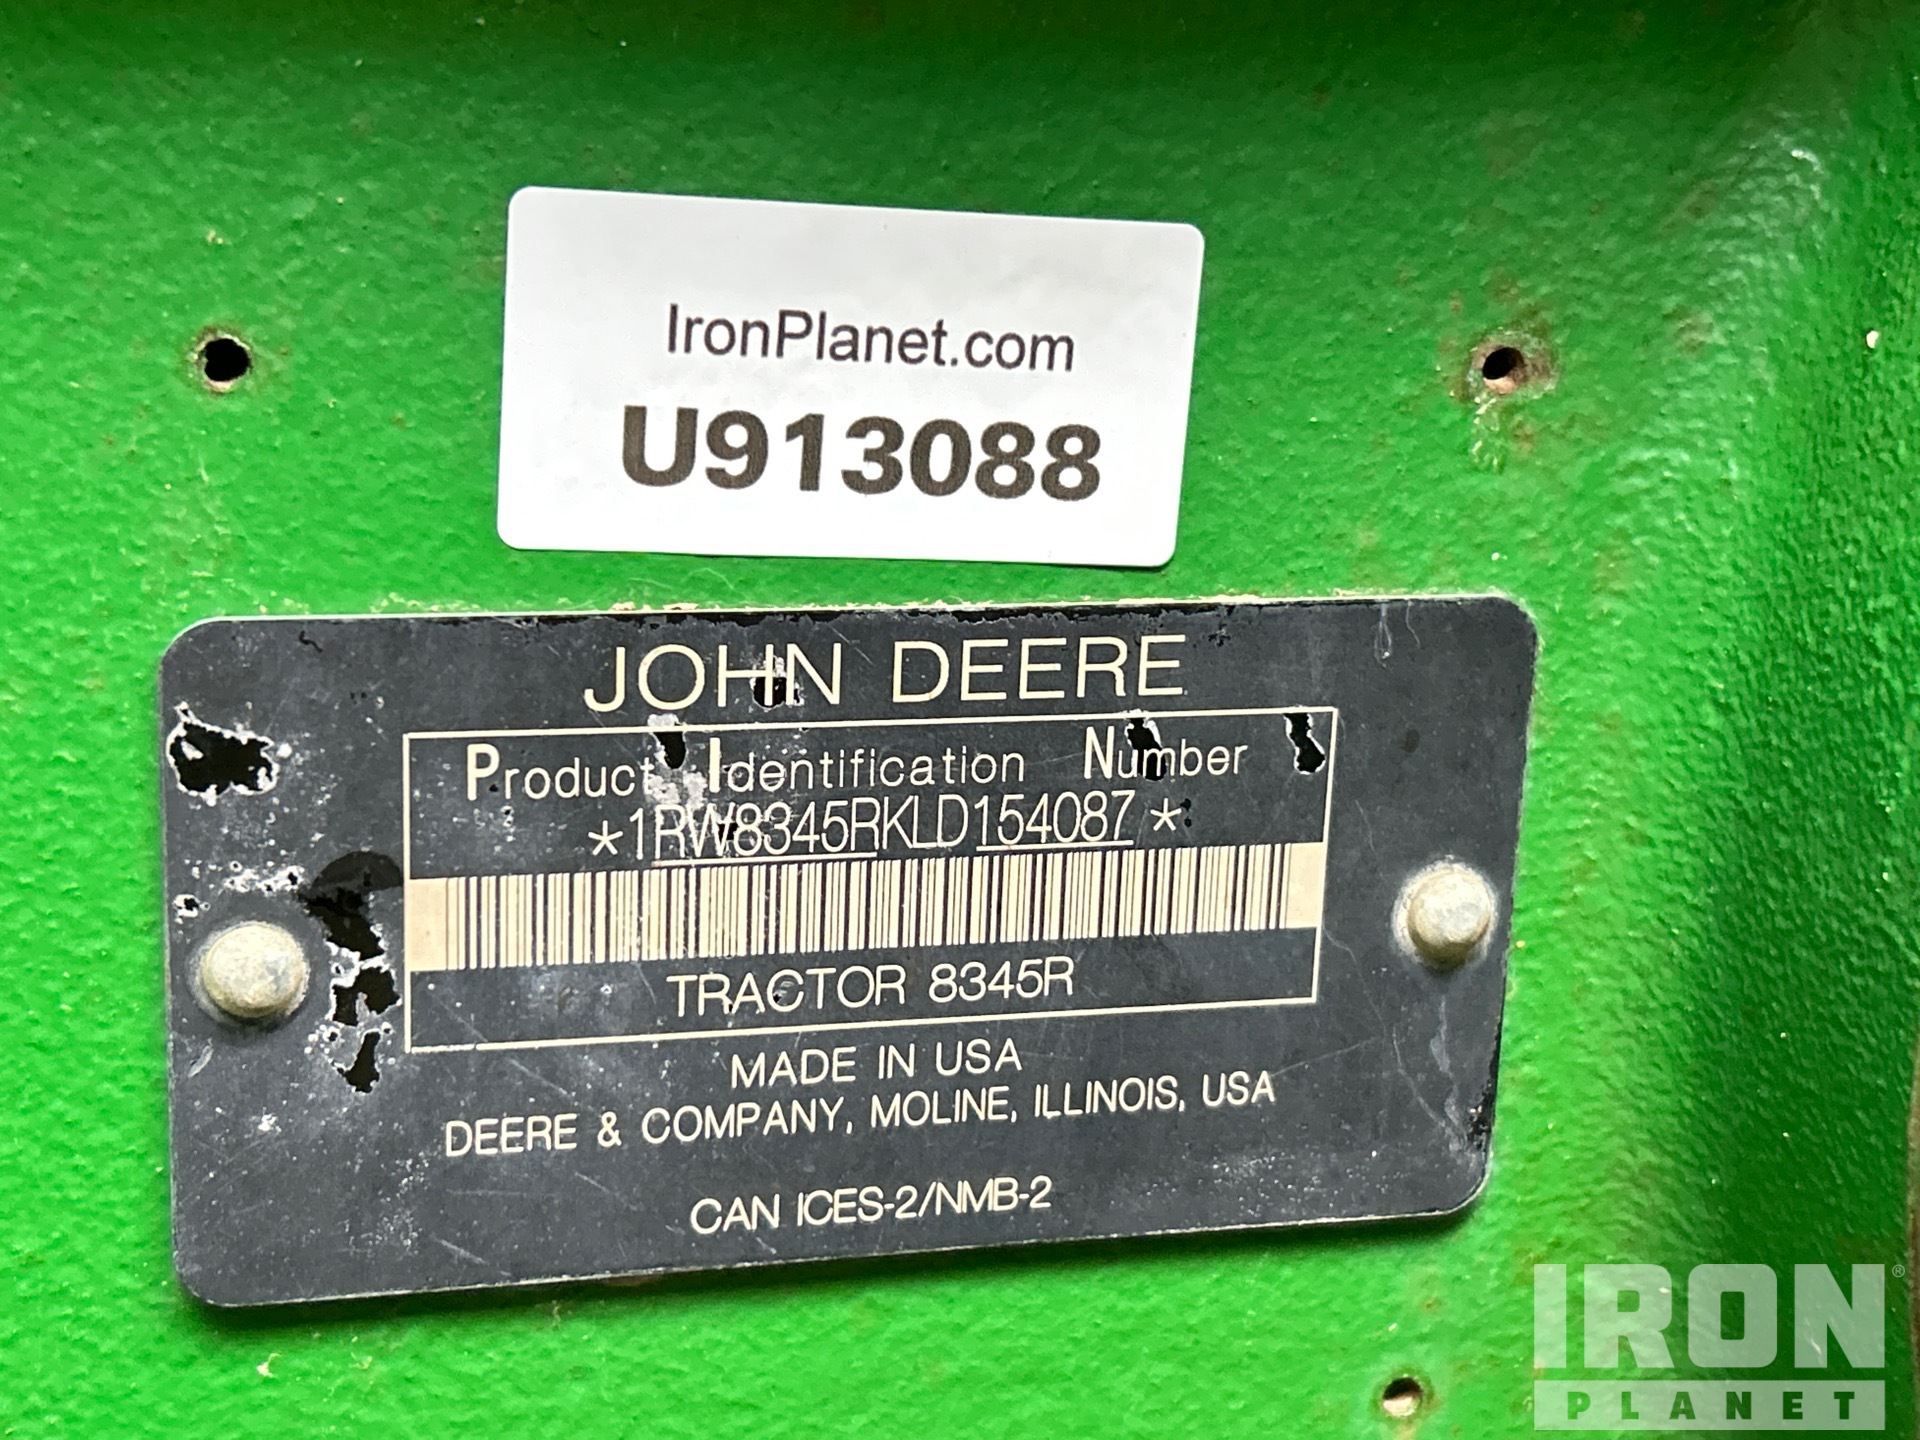 IronPlanet.com
U913088
JOHN DEERE
Product Identification Number
*1RW8345RKLD154087*
TRACTOR 8345R
MADE IN USA
DEERE & COMPANY, MOLINE, ILLINOIS, USA
CAN ICES-2/NMB-2
IRON®
PLANET